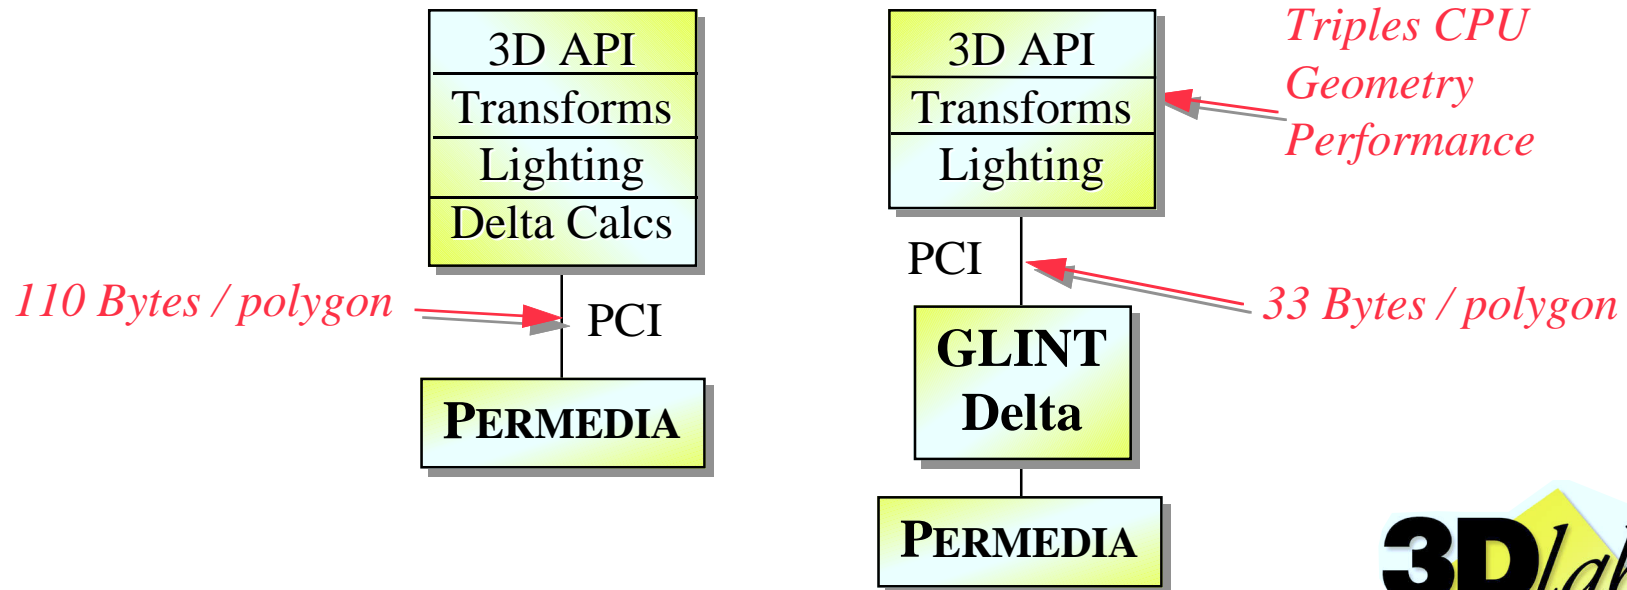 3D API
Transforms
Lighting
Delta Calcs
110 Bytes / polygon
PCI
PERMEDIA
3D API
Transforms
Lighting
Triples CPU
Geometry
Performance
PCI
33 Bytes / polygon
GLINT
Delta
PERMEDIA
3Dlab